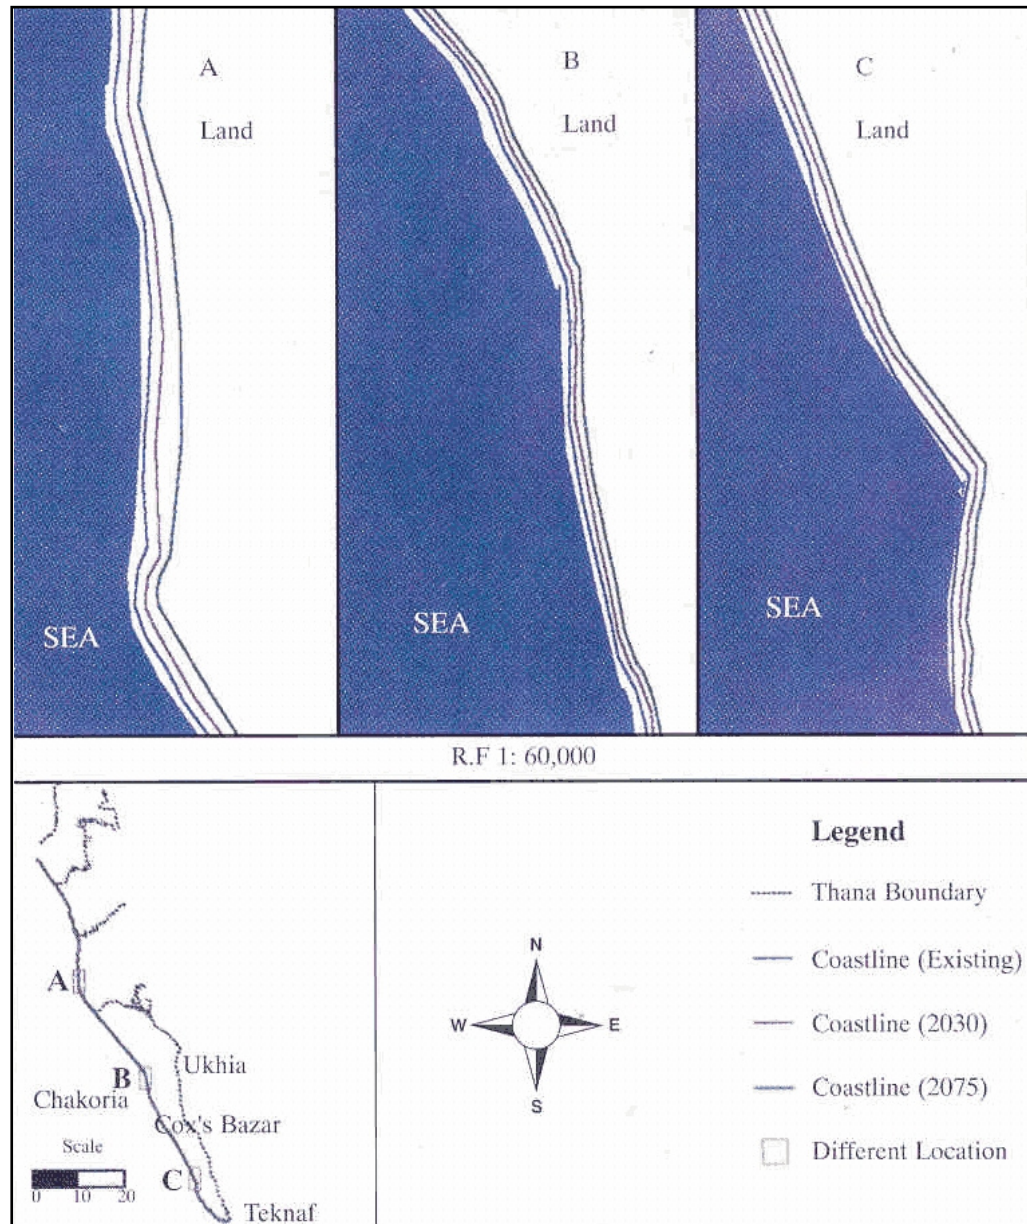 A
Land
SEA
B
Land
SEA
C
Land
SEA
R.F 1: 60,000
A
B
C
Ukhia
Chakoria
Cox's Bazar
Teknaf
Scale
0 10 20
N
W E
S
Legend
Thana Boundary
Coastline (Existing)
Coastline (2030)
Coastline (2075)
Different Location